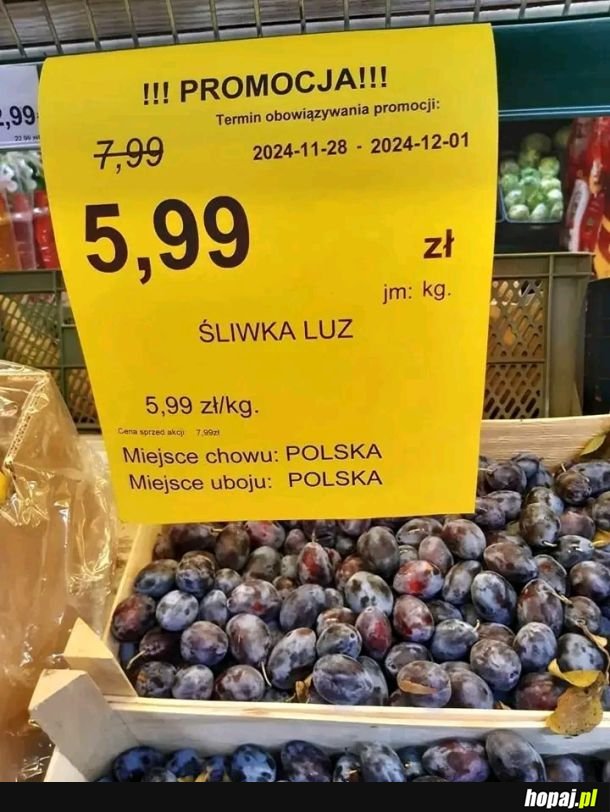 !!! PROMOCJA!!!
Termin obowiązywania promocji:
7,99
2024-11-28 - 2024-12-01
5,99
zł
jm: kg.
ŚLIWKA LUZ
5,99 zł/kg.
Cena sprzed akcji: 7,99zł
Miejsce chowu: POLSKA
Miejsce uboju: POLSKA
2,99
hopaj.pl